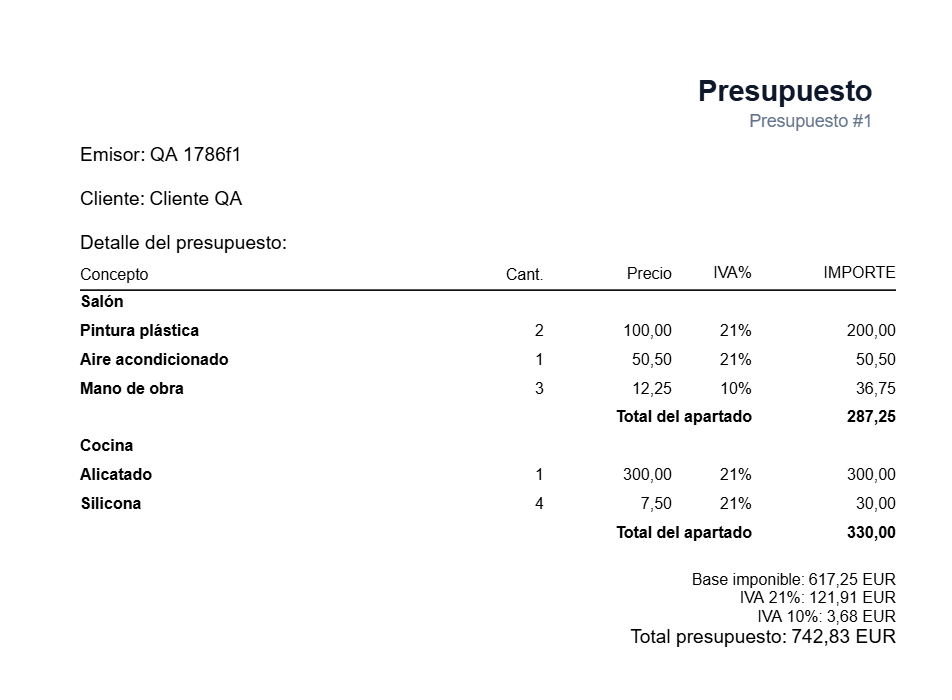 Presupuesto
Presupuesto #1
Emisor: QA 1786f1
Cliente: Cliente QA
Detalle del presupuesto:
Concepto Cant. Precio IVA% IMPORTE
Salón
Pintura plástica 2 100,00 21% 200,00
Aire acondicionado 1 50,50 21% 50,50
Mano de obra 3 12,25 10% 36,75
Total del apartado 287,25
Cocina
Alicatado 1 300,00 21% 300,00
Silicona 4 7,50 21% 30,00
Total del apartado 330,00
Base imponible: 617,25 EUR
IVA 21%: 121,91 EUR
IVA 10%: 3,68 EUR
Total presupuesto: 742,83 EUR